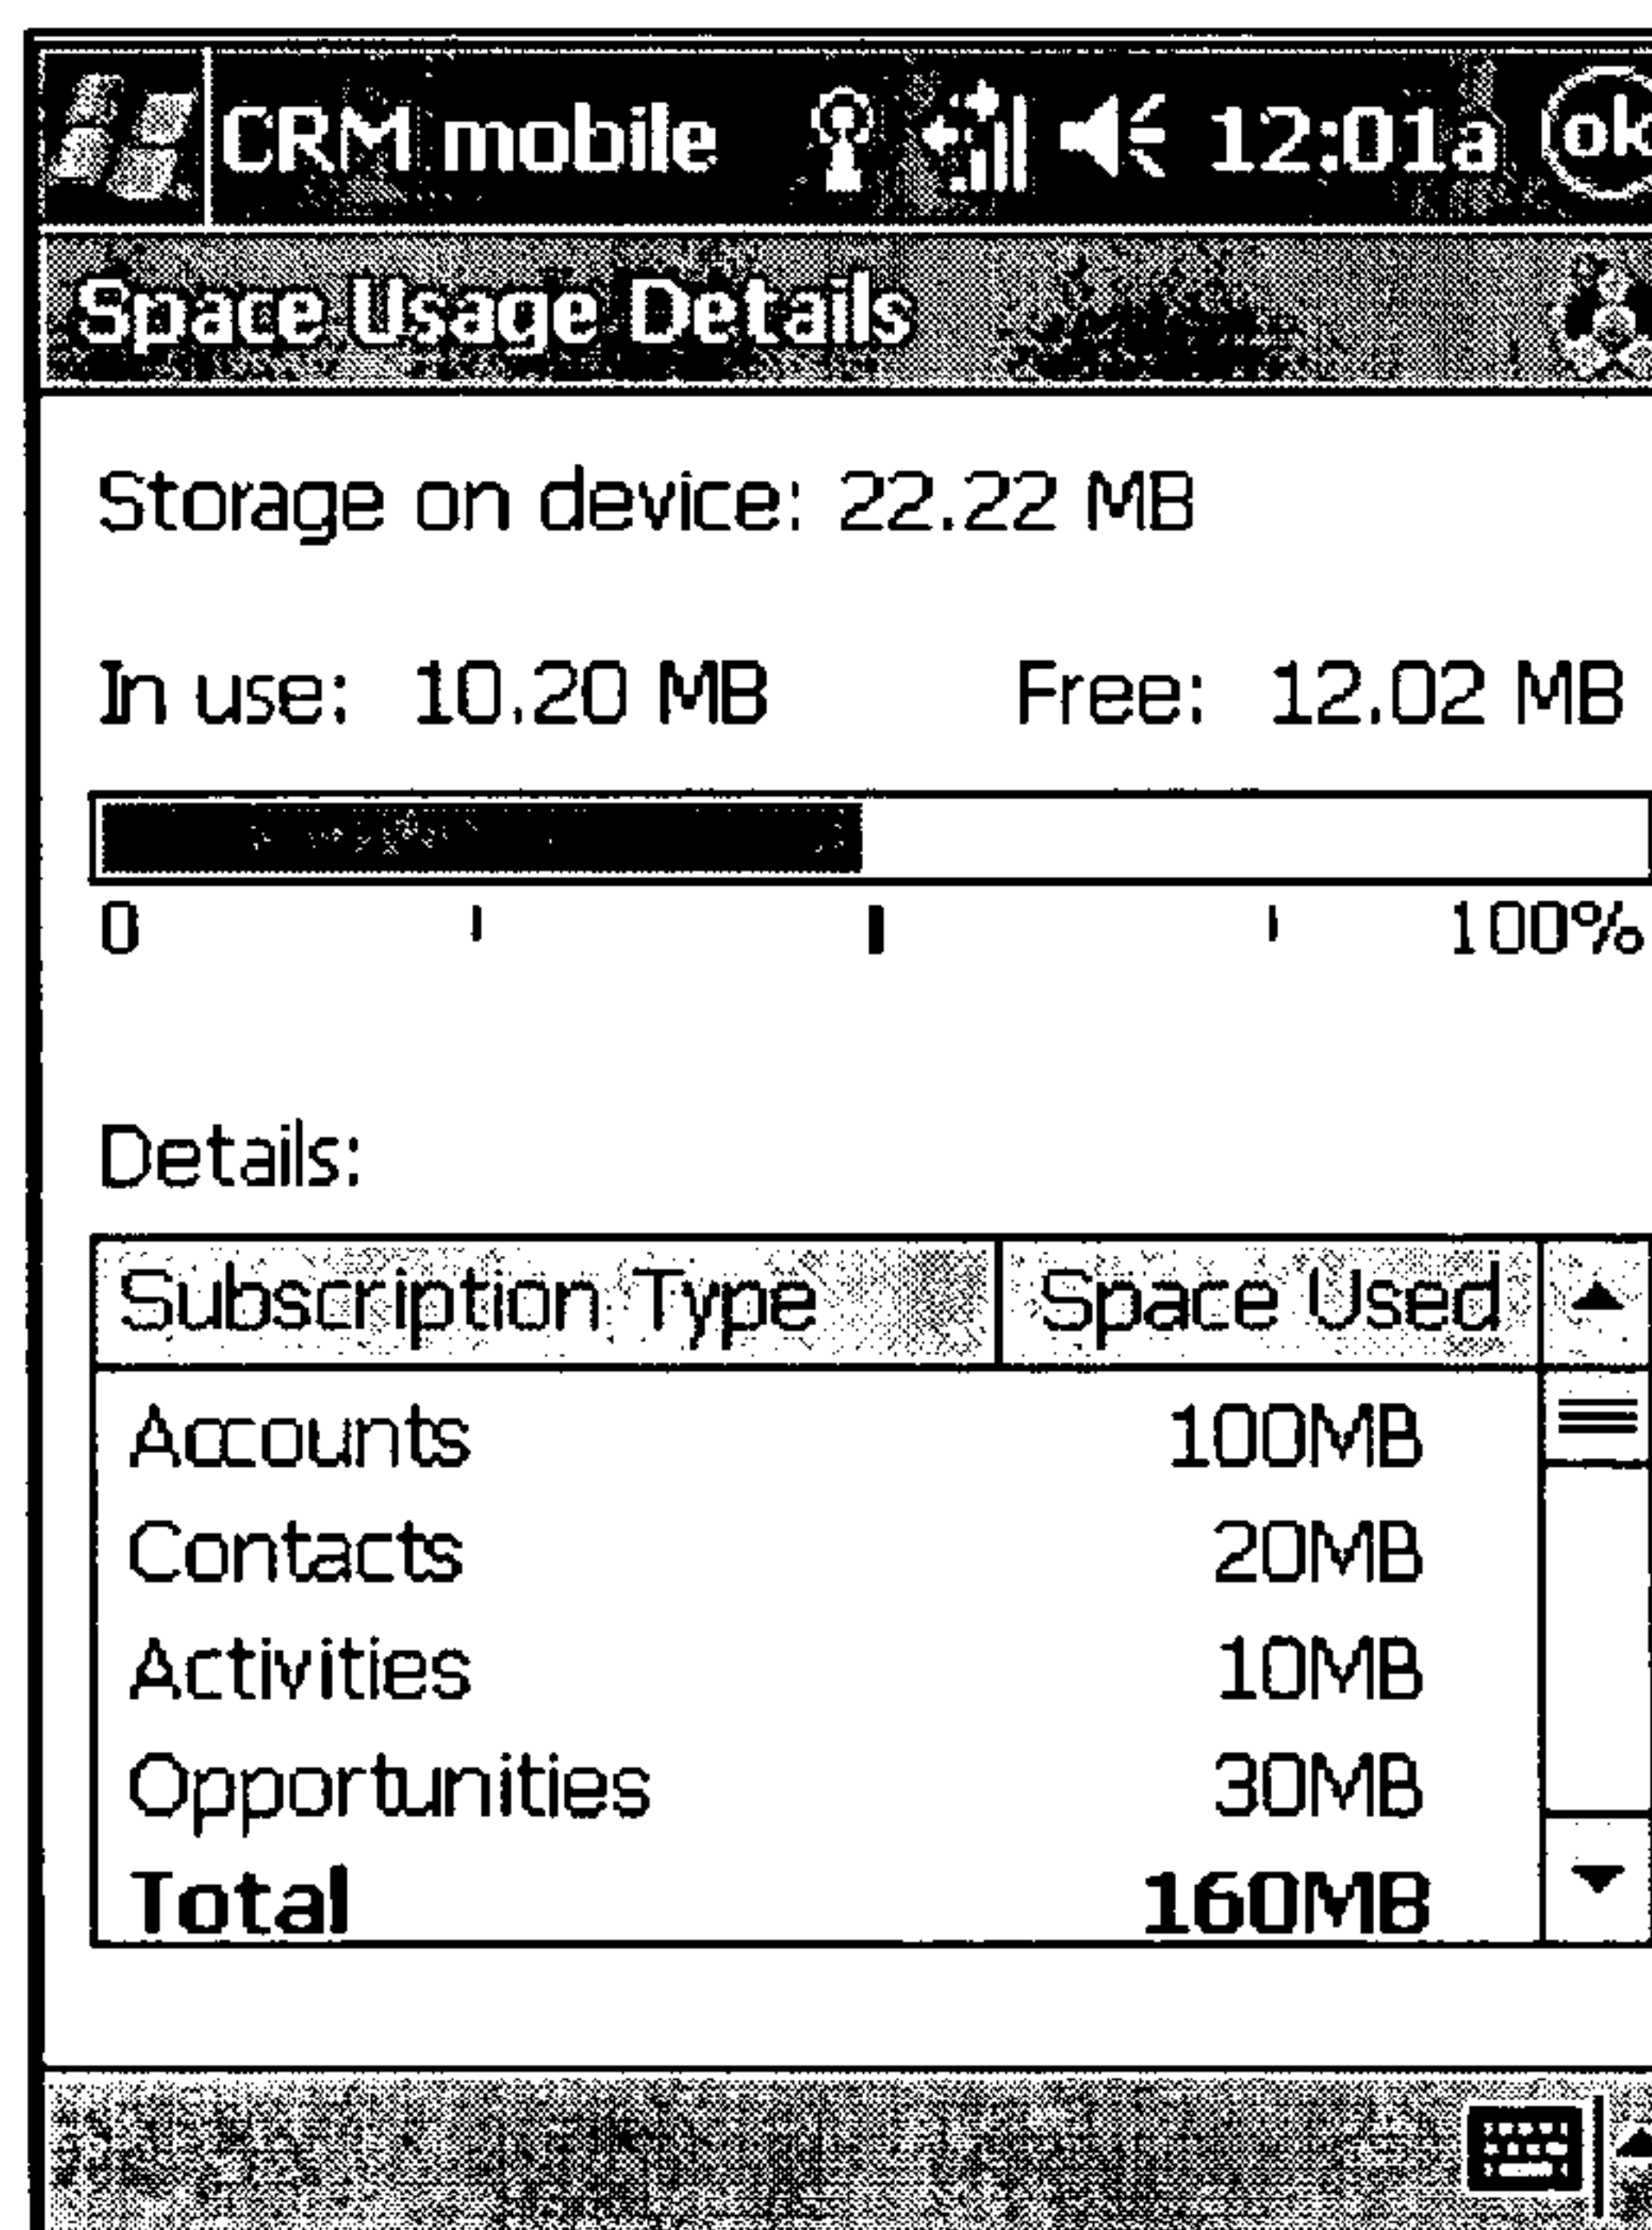 CRM mobile 12:01a ok
Space Usage Details
Storage on device: 22.22 MB
In use: 10.20 MB Free: 12.02 MB
0 100%
Details:
Subscription Type Space Used
Accounts 100MB
Contacts 20MB
Activities 10MB
Opportunities 30MB
Total 160MB